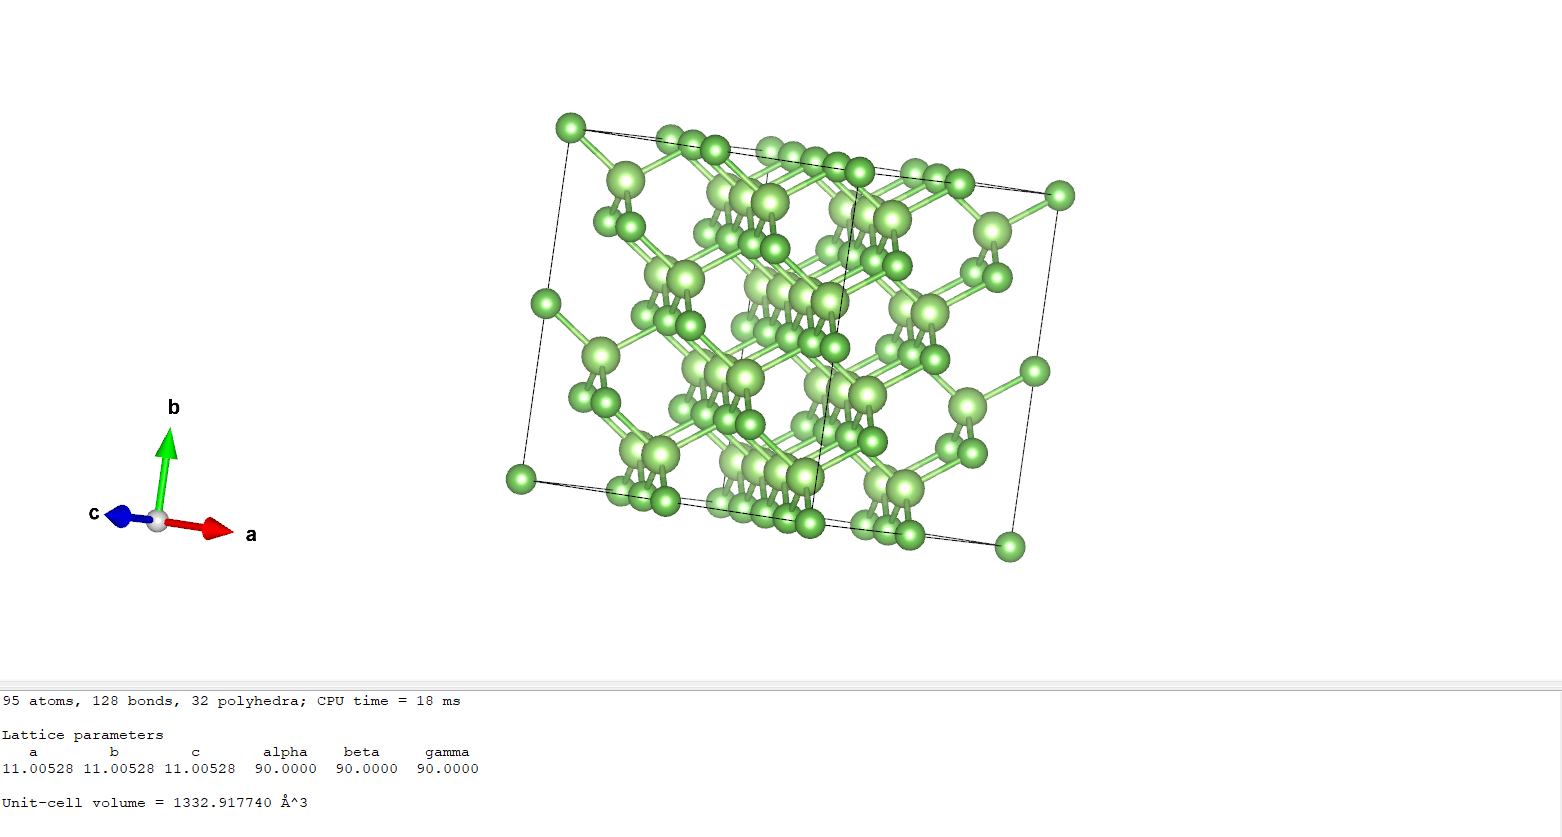 b
c
a
95 atoms, 128 bonds, 32 polyhedra; CPU time = 18 ms
Lattice parameters
a b c alpha beta gamma
11.00528 11.00528 11.00528 90.0000 90.0000 90.0000
Unit-cell volume = 1332.917740 Å^3